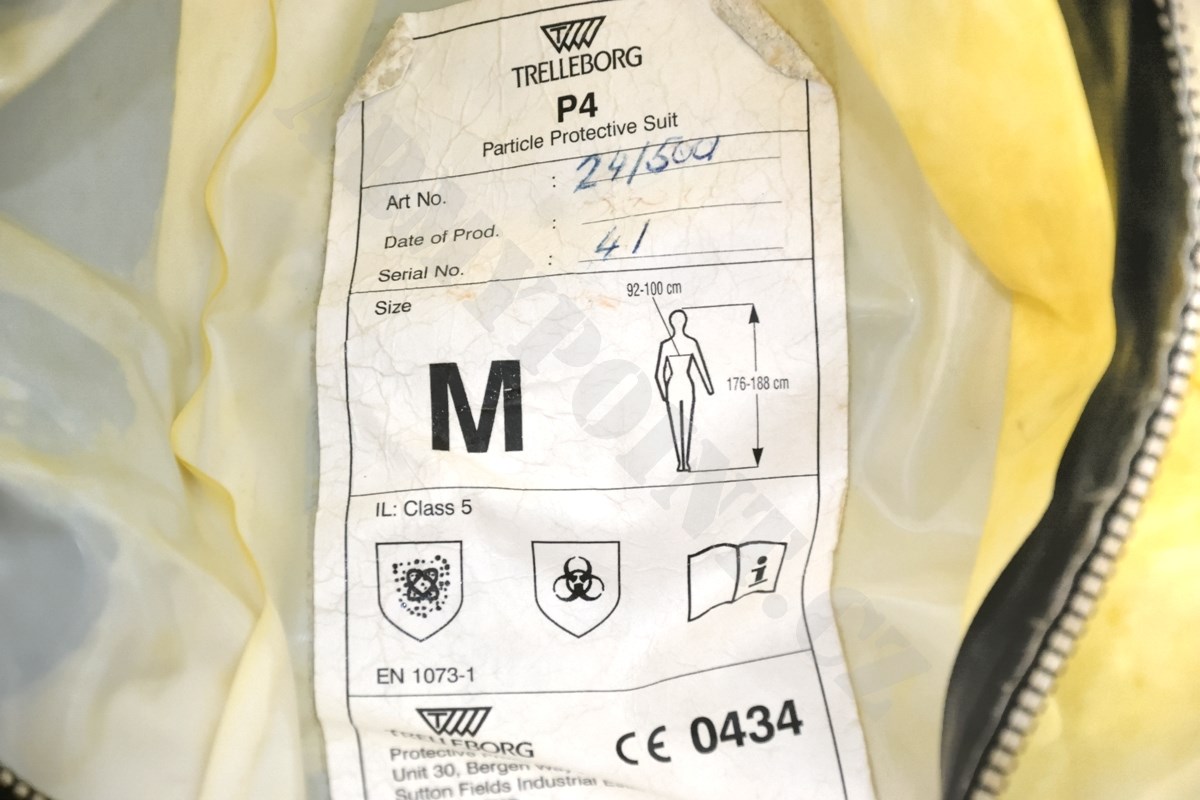 TRELLEBORG
P4
Particle Protective Suit
Art No. : 24/500
Date of Prod. :
Serial No. : 41
Size
92-100 cm
M
176-188 cm
IL: Class 5
i
EN 1073-1
TRELLEBORG
CE 0434
Protective
Unit 30, Bergen
Sutton Fields Industrial
ARMYPOINT.CZ